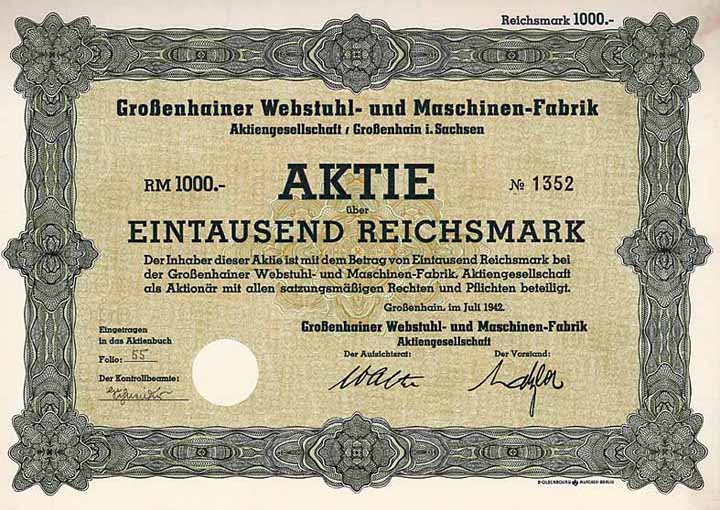 Reichsmark 1000.-
Großenhainer Webstuhl- und Maschinen-Fabrik
Aktiengesellschaft / Großenhain i. Sachsen
RM 1000.- AKTIE № 1352
über
EINTAUSEND REICHSMARK
Der Inhaber dieser Aktie ist mit dem Betrag von Eintausend Reichsmark bei
der Großenhainer Webstuhl- und Maschinen-Fabrik, Aktiengesellschaft
als Aktionär mit allen satzungsmäßigen Rechten und Pflichten beteiligt.
Großenhain, im Juli 1942.
Großenhainer Webstuhl- und Maschinen-Fabrik
Aktiengesellschaft
Eingetragen
in das Aktienbuch
Folio: 55
Der Kontrollbeamte:
Der Aufsichtsrat: Der Vorstand:
R·OLDENBOURG MÜNCHEN-BERLIN